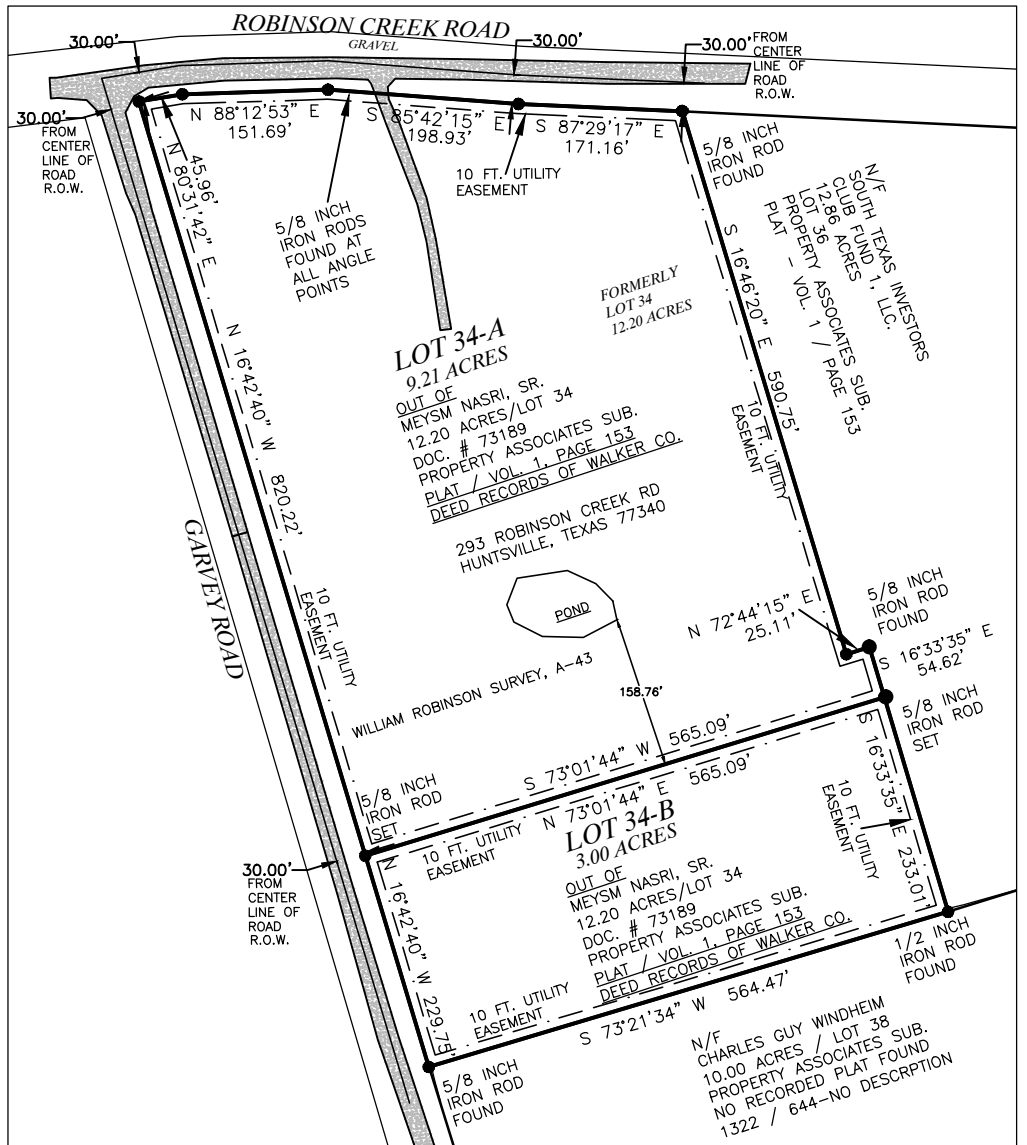 ROBINSON CREEK ROAD
GRAVEL
30.00'
30.00'
30.00'
FROM
CENTER
LINE OF
ROAD
R.O.W.
30.00'
FROM
CENTER
LINE OF
ROAD
R.O.W.
N 88°12'53" E
151.69'
S 85°42'15" E
198.93'
S 87°29'17" E
171.16'
45.96'
N 80°31'42" E
10 FT. UTILITY
EASEMENT
5/8 INCH
IRON ROD
FOUND
5/8 INCH
IRON RODS
FOUND AT
ALL ANGLE
POINTS
N/F
SOUTH TEXAS INVESTORS
CLUB FUND 1, LLC.
12.86 ACRES
LOT 36
PROPERTY ASSOCIATES SUB.
PLAT - VOL. 1 / PAGE 153
S 16°46'20" E 590.75'
FORMERLY
LOT 34
12.20 ACRES
N 16°42'40" W 820.22'
LOT 34-A
9.21 ACRES
OUT OF
MEYSM NASRI, SR.
12.20 ACRES/LOT 34
DOC. # 73189
PROPERTY ASSOCIATES SUB.
PLAT / VOL. 1, PAGE 153
DEED RECORDS OF WALKER CO.
10 FT. UTILITY
EASEMENT
293 ROBINSON CREEK RD
HUNTSVILLE, TEXAS 77340
GARVEY ROAD
10 FT. UTILITY
EASEMENT
POND
N 72°44'15" E
25.11'
5/8 INCH
IRON ROD
FOUND
S 16°33'35" E
54.62'
WILLIAM ROBINSON SURVEY, A-43
158.76'
5/8 INCH
IRON ROD
SET
S 73°01'44" W 565.09'
N 73°01'44" E 565.09'
5/8 INCH
IRON ROD
SET
LOT 34-B
3.00 ACRES
OUT OF
MEYSM NASRI, SR.
12.20 ACRES/LOT 34
DOC. # 73189
PROPERTY ASSOCIATES SUB.
PLAT / VOL. 1, PAGE 153
DEED RECORDS OF WALKER CO.
10 FT. UTILITY
EASEMENT
10 FT. UTILITY
EASEMENT
S 16°33'35" E 233.01'
30.00'
FROM
CENTER
LINE OF
ROAD
R.O.W.
N 16°42'40" W 229.75'
10 FT. UTILITY
EASEMENT
S 73°21'34" W 564.47'
1/2 INCH
IRON ROD
FOUND
5/8 INCH
IRON ROD
FOUND
N/F
CHARLES GUY WINDHEIM
10.00 ACRES / LOT 38
PROPERTY ASSOCIATES SUB.
NO RECORDED PLAT FOUND
1322 / 644-NO DESCRPTION